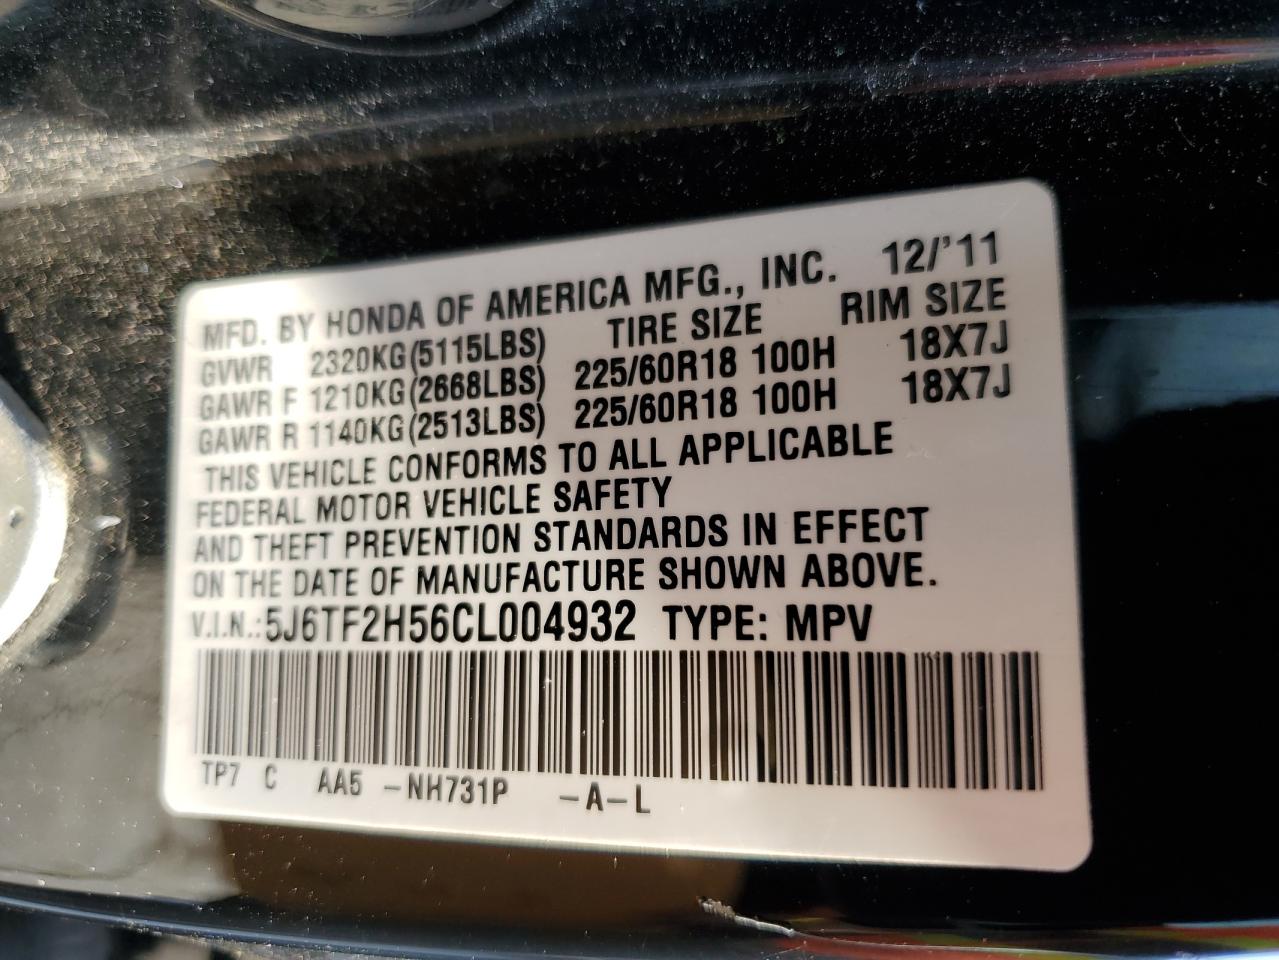 MFD. BY HONDA OF AMERICA MFG., INC. 12/'11
GVWR 2320KG(5115LBS) TIRE SIZE RIM SIZE
GAWR F 1210KG(2668LBS) 225/60R18 100H 18X7J
GAWR R 1140KG(2513LBS) 225/60R18 100H 18X7J
THIS VEHICLE CONFORMS TO ALL APPLICABLE
FEDERAL MOTOR VEHICLE SAFETY
AND THEFT PREVENTION STANDARDS IN EFFECT
ON THE DATE OF MANUFACTURE SHOWN ABOVE.
V.I.N.:5J6TF2H56CL004932 TYPE: MPV
TP7 C AA5 -NH731P -A-L